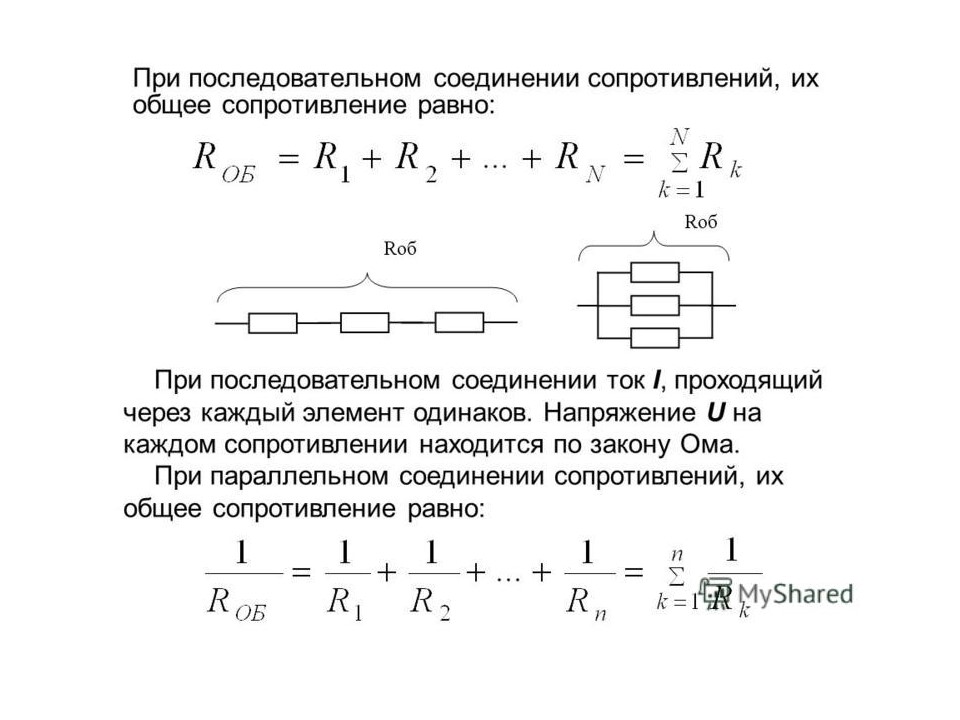 При последовательном соединении сопротивлений, их
общее сопротивление равно:
R_ОБ = R_1 + R_2 + ... + R_N = \sum_{k=1}^{N} R_k
Rоб
Rоб
При последовательном соединении ток I, проходящий
через каждый элемент одинаков. Напряжение U на
каждом сопротивлении находится по закону Ома.
При параллельном соединении сопротивлений, их
общее сопротивление равно:
\frac{1}{R_{ОБ}} = \frac{1}{R_1} + \frac{1}{R_2} + ... + \frac{1}{R_n} = \sum_{k=1}^{n} \frac{1}{R_k}
MyShared